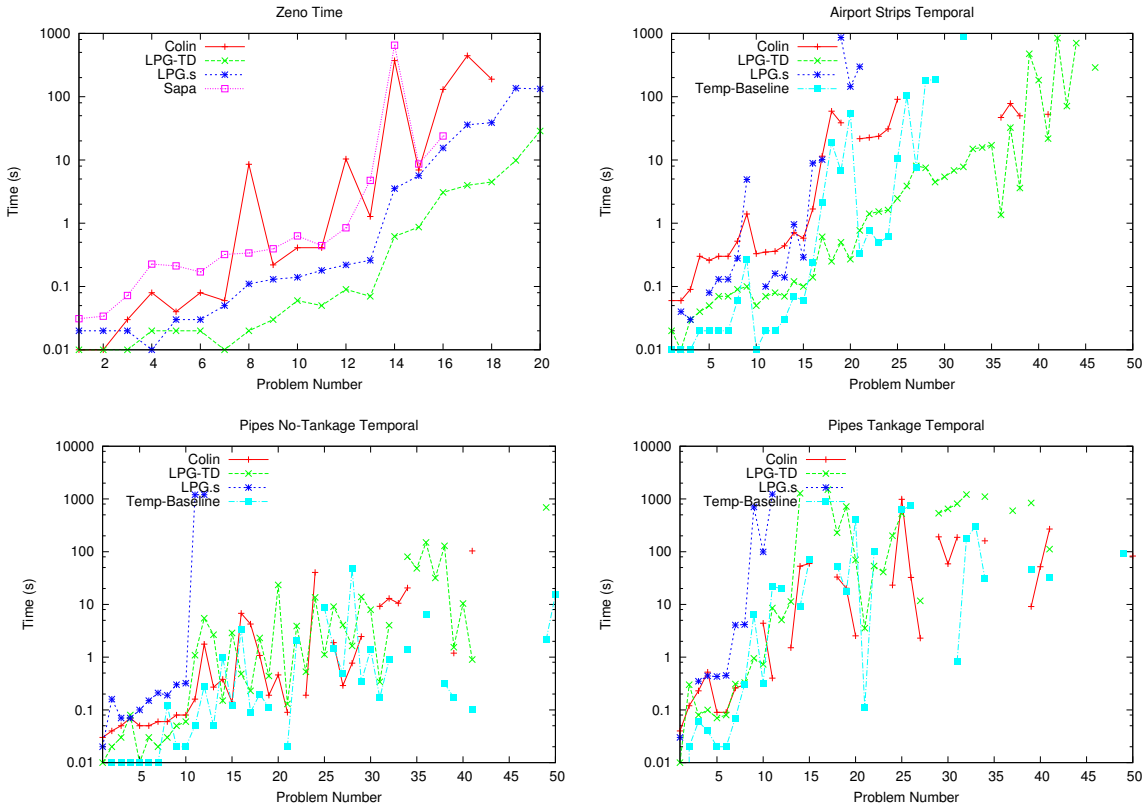 Zeno Time
1000
100
10
1
0.1
0.01
Time (s)
Colin
LPG-TD
LPG.s
Sapa
2 4 6 8 10 12 14 16 18 20
Problem Number
Airport Strips Temporal
1000
100
10
1
0.1
0.01
Time (s)
Colin
LPG-TD
LPG.s
Temp-Baseline
5 10 15 20 25 30 35 40 45 50
Problem Number
Pipes No-Tankage Temporal
10000
1000
100
10
1
0.1
0.01
Time (s)
Colin
LPG-TD
LPG.s
Temp-Baseline
5 10 15 20 25 30 35 40 45 50
Problem Number
Pipes Tankage Temporal
10000
1000
100
10
1
0.1
0.01
Time (s)
Colin
LPG-TD
LPG.s
Temp-Baseline
5 10 15 20 25 30 35 40 45 50
Problem Number